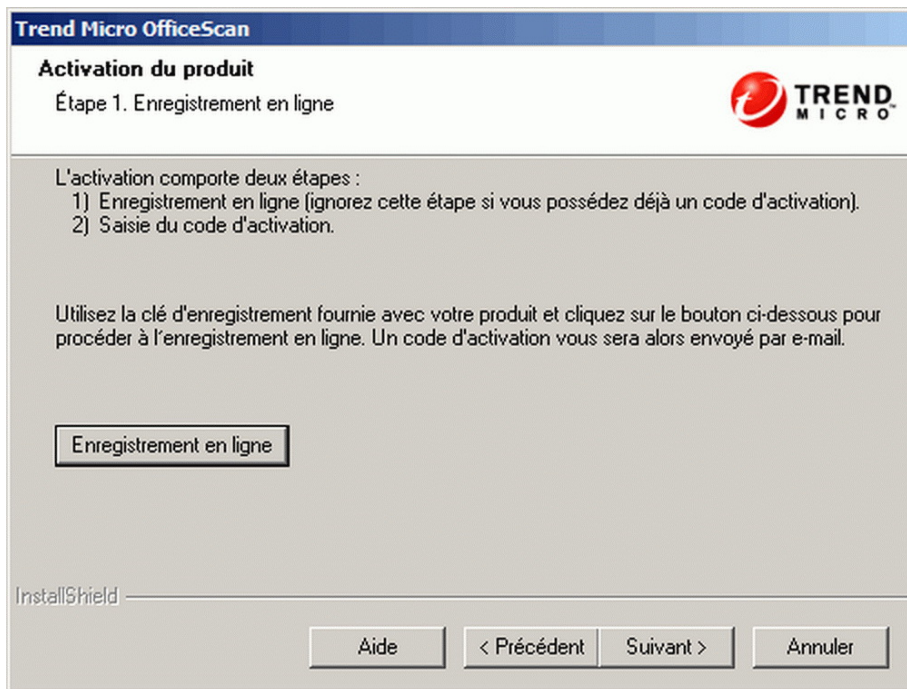 Trend Micro OfficeScan
Activation du produit
Étape 1. Enregistrement en ligne
TREND
MICRO
L'activation comporte deux étapes :
1) Enregistrement en ligne (ignorez cette étape si vous possédez déjà un code d'activation).
2) Saisie du code d'activation.
Utilisez la clé d'enregistrement fournie avec votre produit et cliquez sur le bouton ci-dessous pour
procéder à l´enregistrement en ligne. Un code d'activation vous sera alors envoyé par e-mail.
Enregistrement en ligne
InstallShield
Aide
< Précédent
Suivant >
Annuler